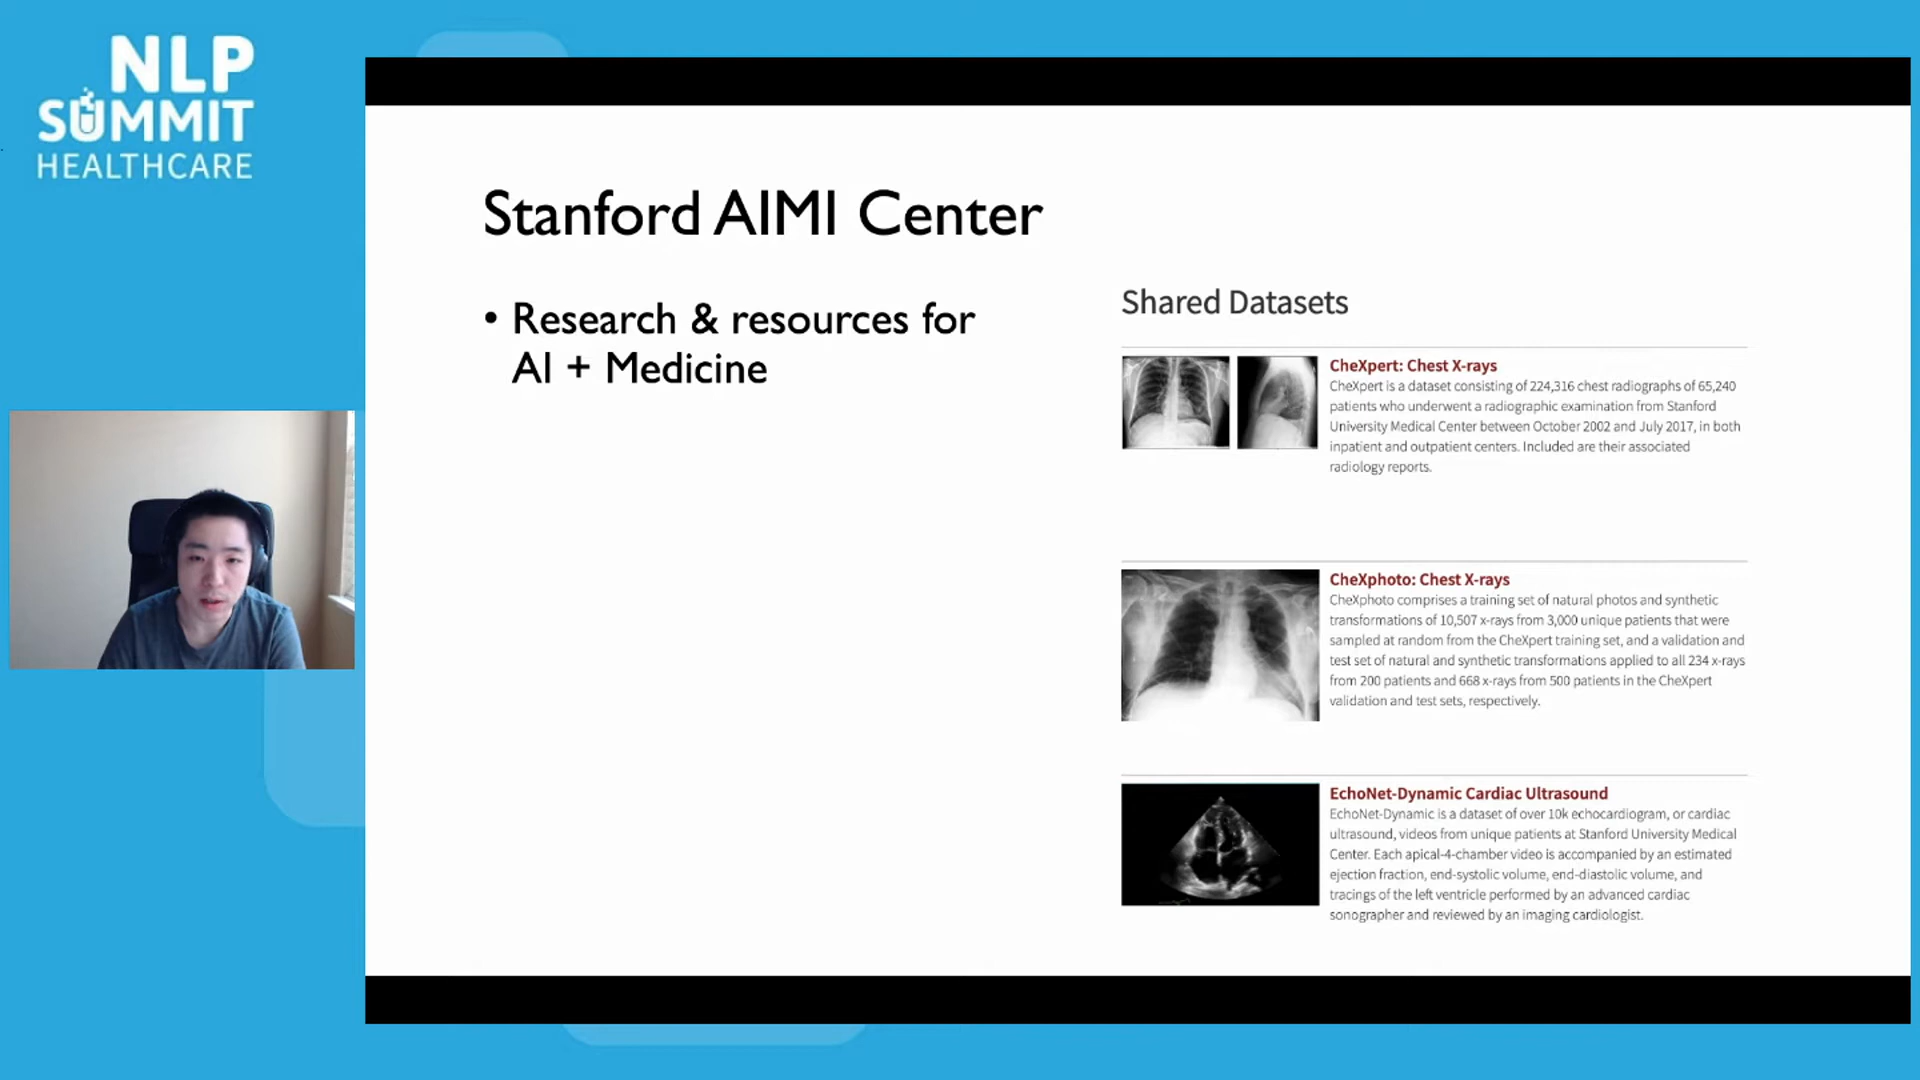 NLP
SUMMIT
HEALTHCARE
Stanford AIMI Center
• Research & resources for
AI + Medicine
Shared Datasets
CheXpert: Chest X-rays
CheXpert is a dataset consisting of 224,316 chest radiographs of 65,240
patients who underwent a radiographic examination from Stanford
University Medical Center between October 2002 and July 2017, in both
inpatient and outpatient centers. Included are their associated
radiology reports.
CheXphoto: Chest X-rays
CheXphoto comprises a training set of natural photos and synthetic
transformations of 10,507 x-rays from 3,000 unique patients that were
sampled at random from the CheXpert training set, and a validation and
test set of natural and synthetic transformations applied to all 234 x-rays
from 200 patients and 668 x-rays from 500 patients in the CheXpert
validation and test sets, respectively.
EchoNet-Dynamic Cardiac Ultrasound
EchoNet-Dynamic is a dataset of over 10k echocardiogram, or cardiac
ultrasound, videos from unique patients at Stanford University Medical
Center. Each apical-4-chamber video is accompanied by an estimated
ejection fraction, end-systolic volume, end-diastolic volume, and
tracings of the left ventricle performed by an advanced cardiac
sonographer and reviewed by an imaging cardiologist.